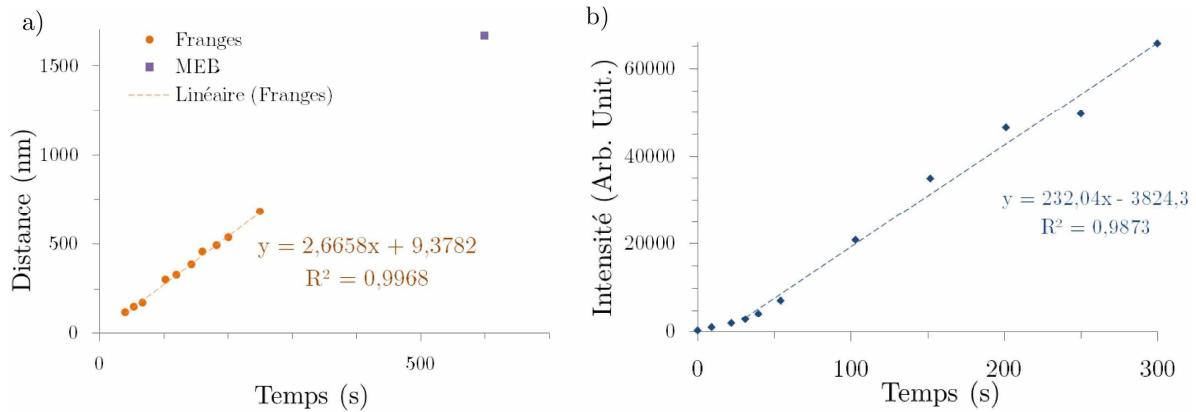 a)
Franges
MEB
Linéaire (Franges)
1500
1000
500
0
Distance (nm)
y = 2,6658x + 9,3782
R² = 0,9968
0
500
Temps (s)
b)
60000
40000
20000
0
Intensité (Arb. Unit.)
y = 232,04x - 3824,3
R² = 0,9873
0
100
200
300
Temps (s)